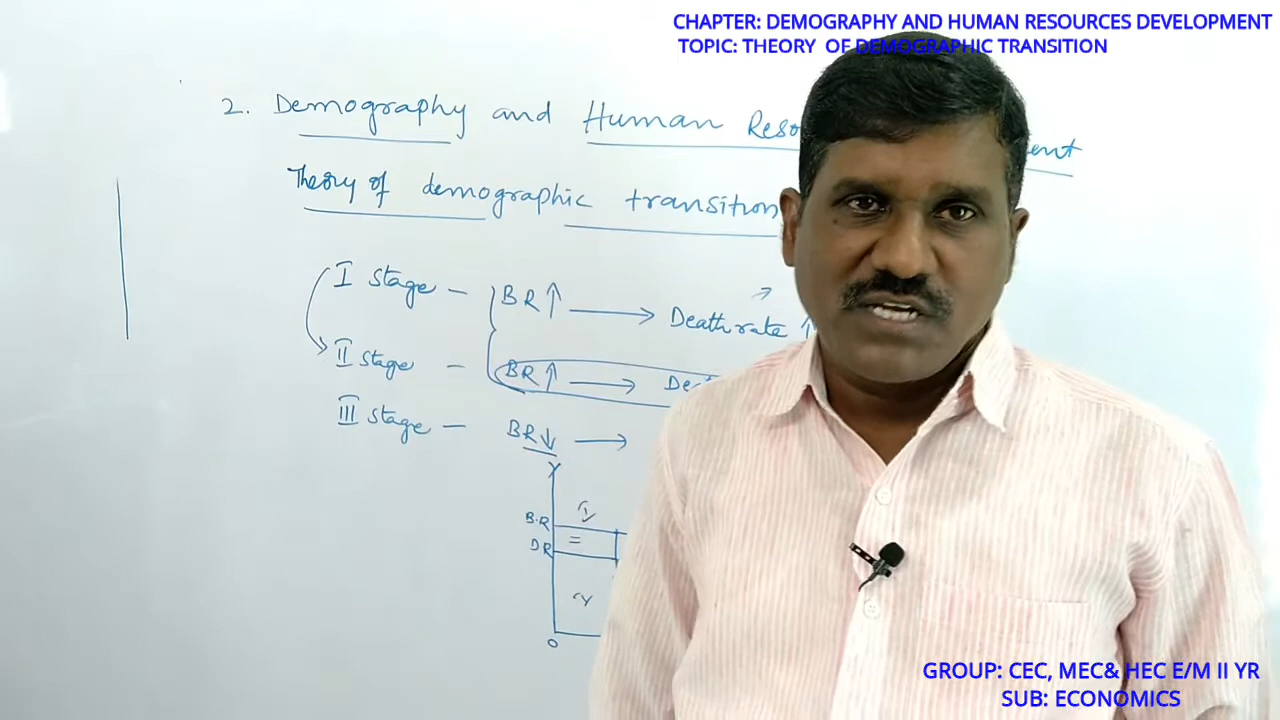 CHAPTER: DEMOGRAPHY AND HUMAN RESOURCES DEVELOPMENT
TOPIC: THEORY OF DEMOGRAPHIC TRANSITION
2. Demography and Human Reso ent
Theory of demographic transition
I stage - BR↑ → Death rate ↑
II stage - BR↑ → De
III stage - BR↓ →
Y
I
B.R
=
DR
Y
O
GROUP: CEC, MEC& HEC E/M II YR
SUB: ECONOMICS